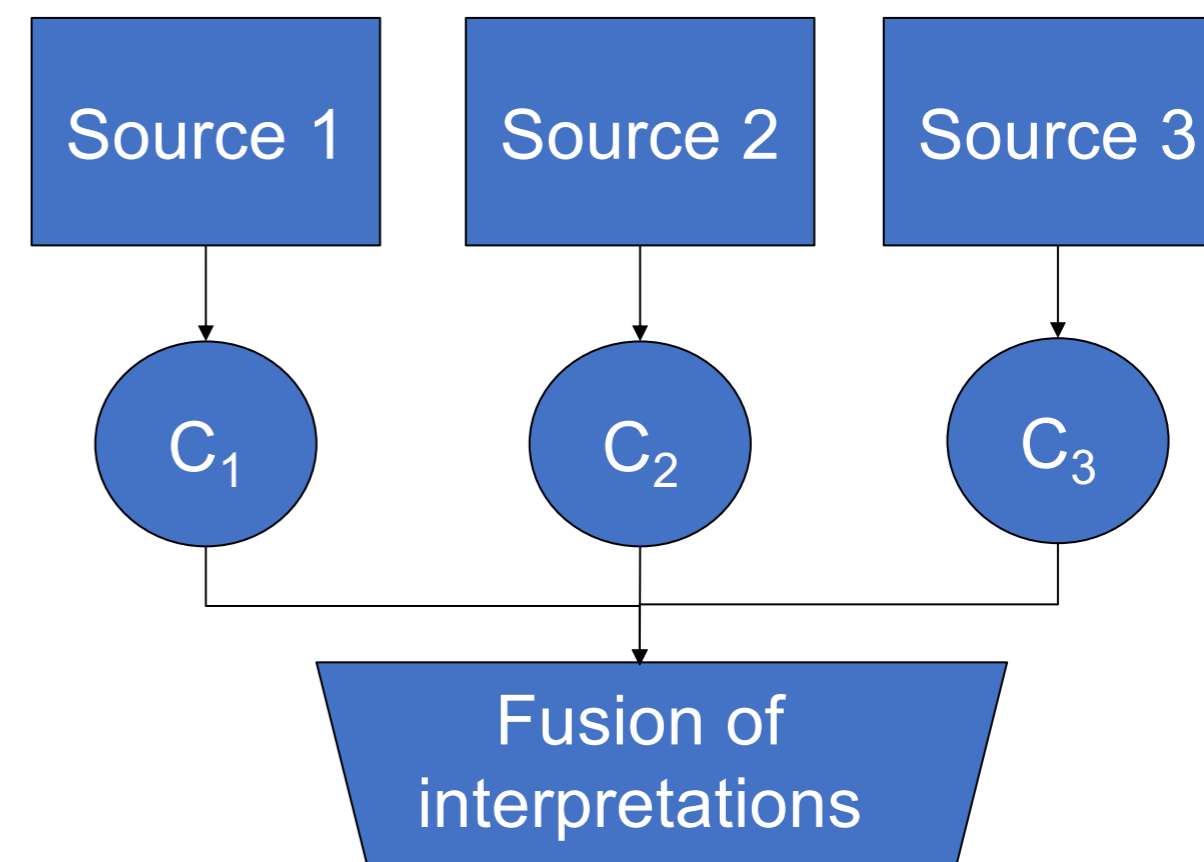 Source 1
Source 2
Source 3
C₁
C₂
C₃
Fusion of
interpretations